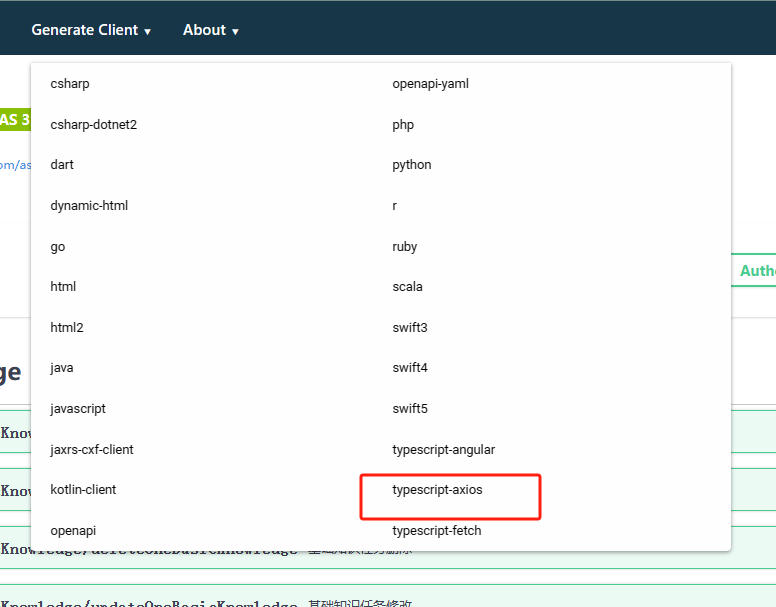 Generate Client ▼ About ▼
csharp openapi-yaml
AS 3
csharp-dotnet2 php
om/as
dart python
dynamic-html r
go ruby
Auth
html scala
html2 swift3
ge
java swift4
javascript swift5
Know
jaxrs-cxf-client typescript-angular
Know
kotlin-client typescript-axios
openapi typescript-fetch
Knowledge/deleteOneBasicKnowledge 基础知识任务删除
Knowledge/updateOneBasicKnowledge 基础知识任务修改